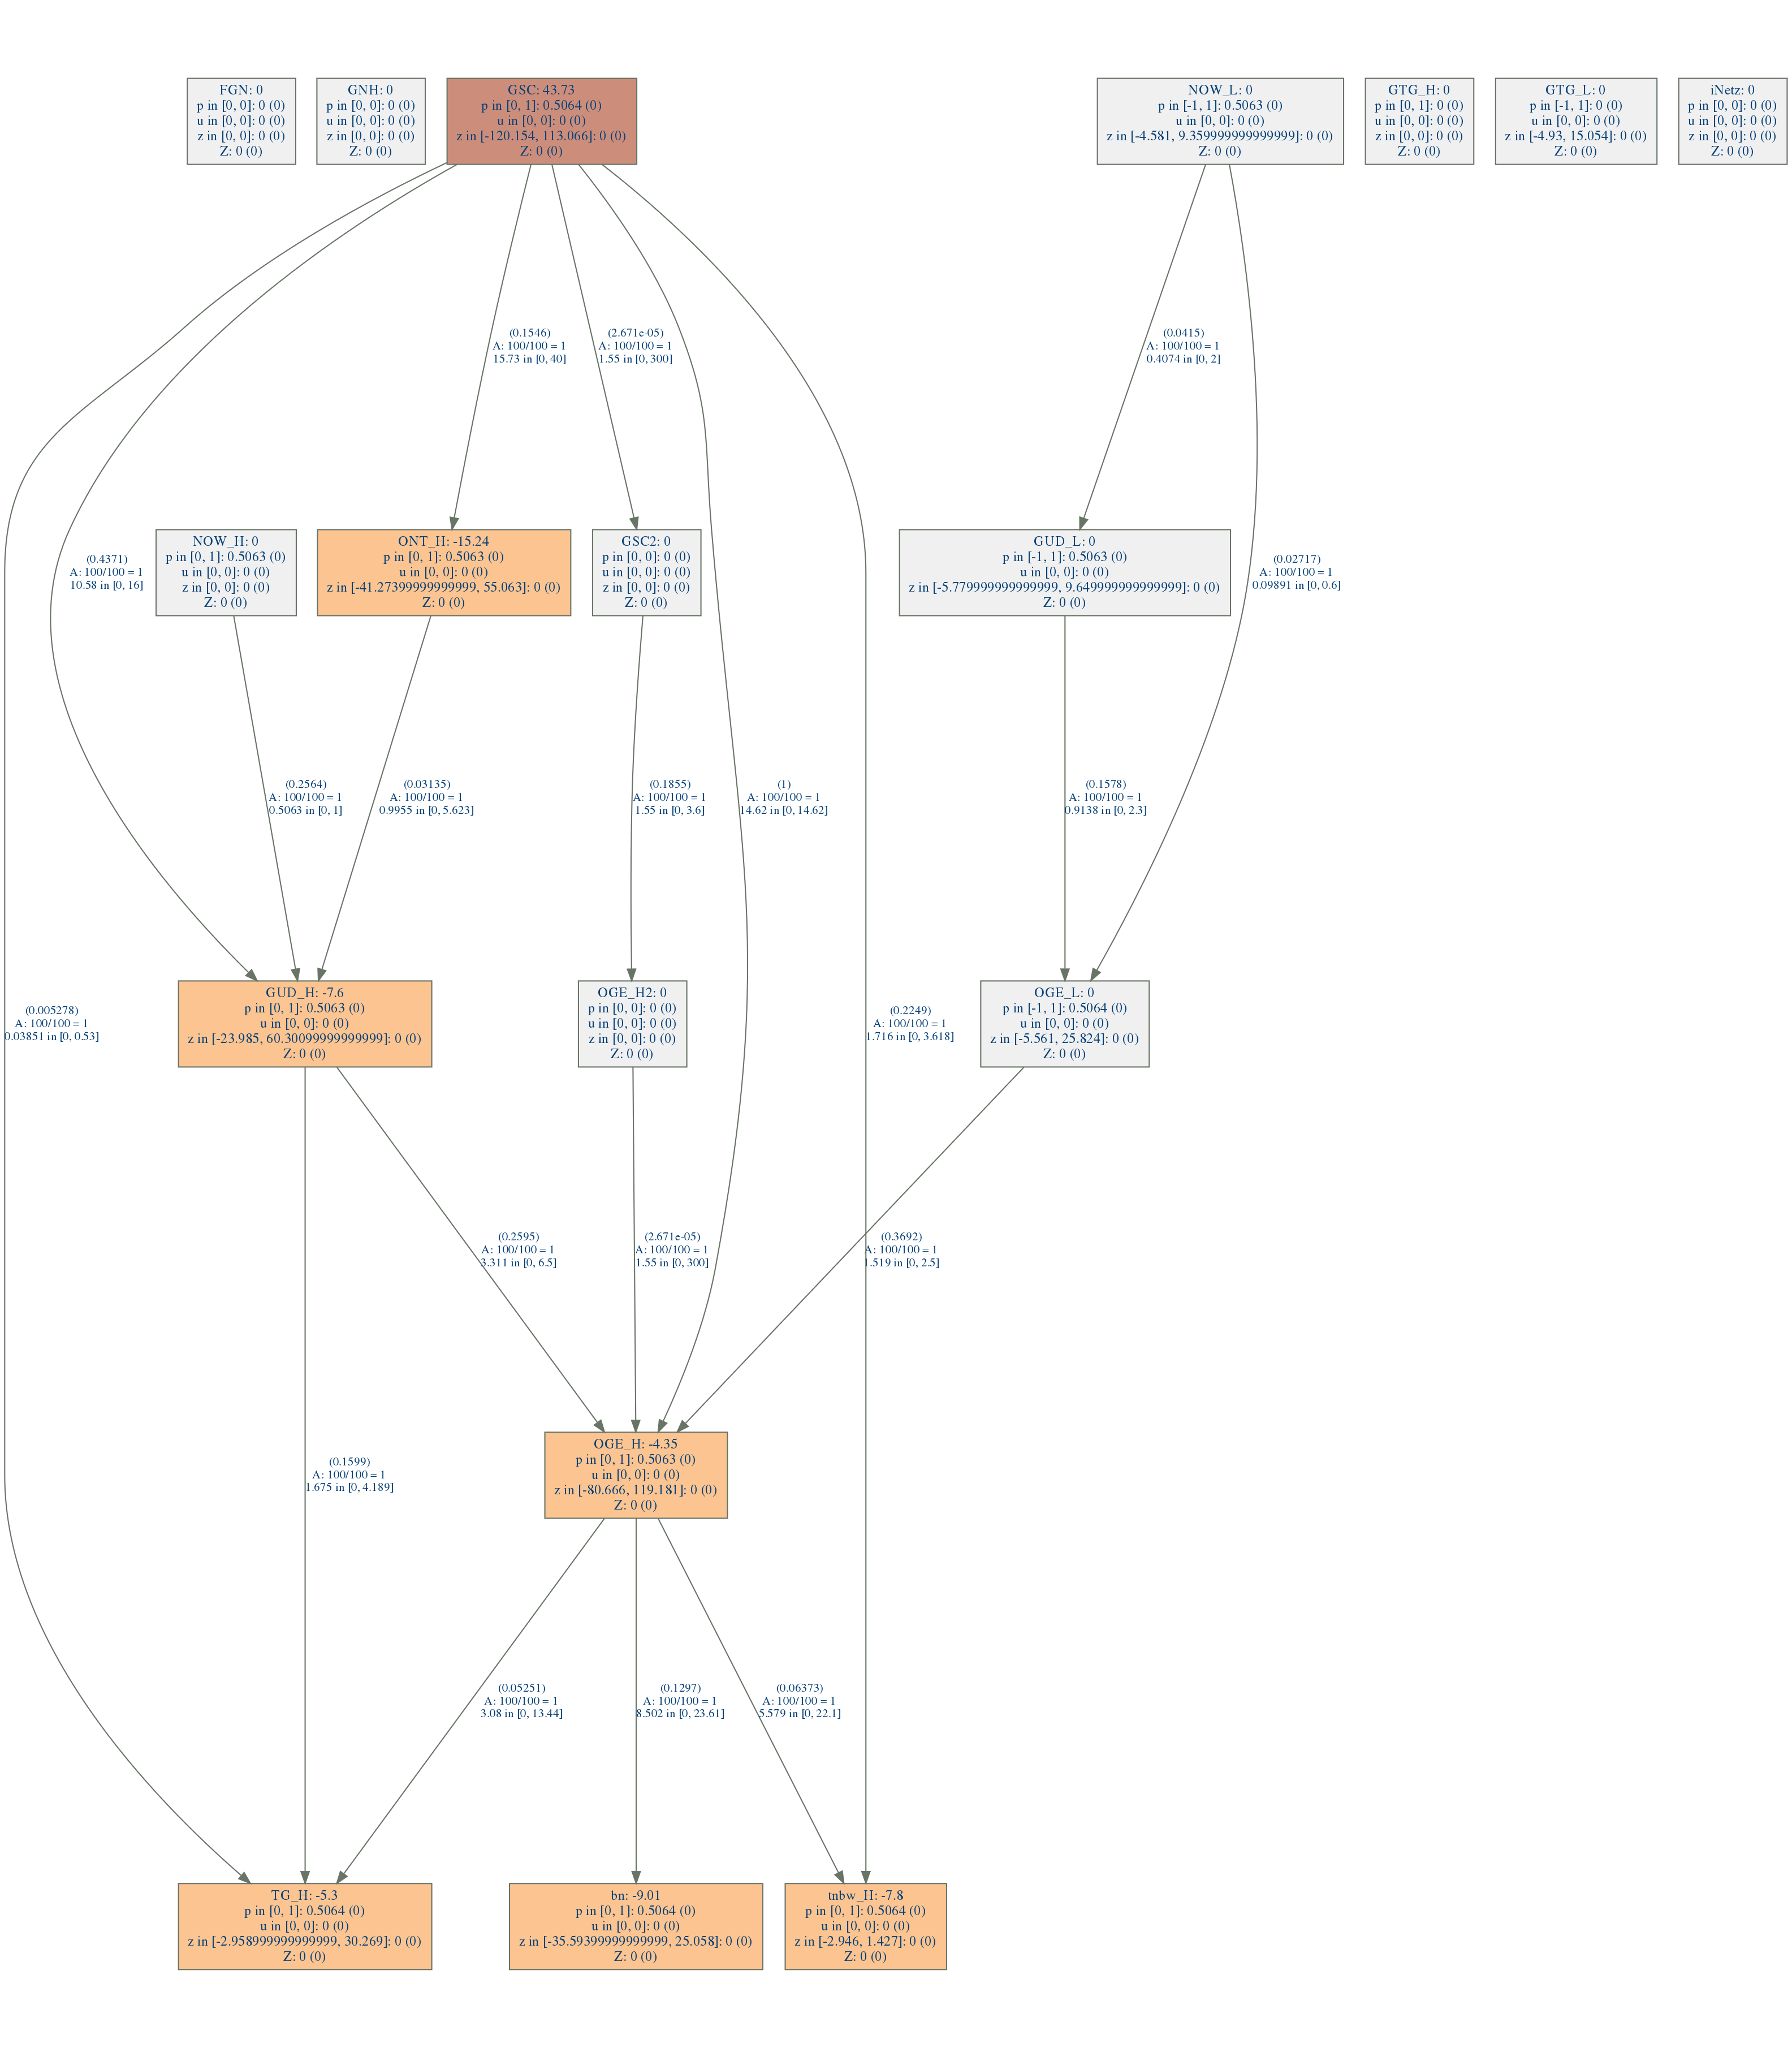 FGN: 0
p in [0, 0]: 0 (0)
u in [0, 0]: 0 (0)
z in [0, 0]: 0 (0)
Z: 0 (0)
GNH: 0
p in [0, 0]: 0 (0)
u in [0, 0]: 0 (0)
z in [0, 0]: 0 (0)
Z: 0 (0)
GSC: 43.73
p in [0, 1]: 0.5064 (0)
u in [0, 0]: 0 (0)
z in [-120.154, 113.066]: 0 (0)
Z: 0 (0)
NOW_L: 0
p in [-1, 1]: 0.5063 (0)
u in [0, 0]: 0 (0)
z in [-4.581, 9.359999999999999]: 0 (0)
Z: 0 (0)
GTG_H: 0
p in [0, 1]: 0 (0)
u in [0, 0]: 0 (0)
z in [0, 0]: 0 (0)
Z: 0 (0)
GTG_L: 0
p in [-1, 1]: 0 (0)
u in [0, 0]: 0 (0)
z in [-4.93, 15.054]: 0 (0)
Z: 0 (0)
iNetz: 0
p in [0, 0]: 0 (0)
u in [0, 0]: 0 (0)
z in [0, 0]: 0 (0)
Z: 0 (0)
(0.1546)
A: 100/100 = 1
15.73 in [0, 40]
(2.671e-05)
A: 100/100 = 1
1.55 in [0, 300]
(0.0415)
A: 100/100 = 1
0.4074 in [0, 2]
(0.4371)
A: 100/100 = 1
10.58 in [0, 16]
NOW_H: 0
p in [0, 1]: 0.5063 (0)
u in [0, 0]: 0 (0)
z in [0, 0]: 0 (0)
Z: 0 (0)
ONT_H: -15.24
p in [0, 1]: 0.5063 (0)
u in [0, 0]: 0 (0)
z in [-41.27399999999999, 55.063]: 0 (0)
Z: 0 (0)
GSC2: 0
p in [0, 0]: 0 (0)
u in [0, 0]: 0 (0)
z in [0, 0]: 0 (0)
Z: 0 (0)
GUD_L: 0
p in [-1, 1]: 0.5063 (0)
u in [0, 0]: 0 (0)
z in [-5.779999999999999, 9.649999999999999]: 0 (0)
Z: 0 (0)
(0.02717)
A: 100/100 = 1
0.09891 in [0, 0.6]
(0.2564)
A: 100/100 = 1
0.5063 in [0, 1]
(0.03135)
A: 100/100 = 1
0.9955 in [0, 5.623]
(0.1855)
A: 100/100 = 1
1.55 in [0, 3.6]
(1)
A: 100/100 = 1
14.62 in [0, 14.62]
(0.1578)
A: 100/100 = 1
0.9138 in [0, 2.3]
(0.005278)
A: 100/100 = 1
0.03851 in [0, 0.53]
GUD_H: -7.6
p in [0, 1]: 0.5063 (0)
u in [0, 0]: 0 (0)
z in [-23.985, 60.30099999999999]: 0 (0)
Z: 0 (0)
OGE_H2: 0
p in [0, 0]: 0 (0)
u in [0, 0]: 0 (0)
z in [0, 0]: 0 (0)
Z: 0 (0)
(0.2249)
A: 100/100 = 1
1.716 in [0, 3.618]
OGE_L: 0
p in [-1, 1]: 0.5064 (0)
u in [0, 0]: 0 (0)
z in [-5.561, 25.824]: 0 (0)
Z: 0 (0)
(0.2595)
A: 100/100 = 1
3.311 in [0, 6.5]
(2.671e-05)
A: 100/100 = 1
1.55 in [0, 300]
(0.3692)
A: 100/100 = 1
1.519 in [0, 2.5]
(0.1599)
A: 100/100 = 1
1.675 in [0, 4.189]
OGE_H: -4.35
p in [0, 1]: 0.5063 (0)
u in [0, 0]: 0 (0)
z in [-80.666, 119.181]: 0 (0)
Z: 0 (0)
(0.05251)
A: 100/100 = 1
3.08 in [0, 13.44]
(0.1297)
A: 100/100 = 1
8.502 in [0, 23.61]
(0.06373)
A: 100/100 = 1
5.579 in [0, 22.1]
TG_H: -5.3
p in [0, 1]: 0.5064 (0)
u in [0, 0]: 0 (0)
z in [-2.958999999999999, 30.269]: 0 (0)
Z: 0 (0)
bn: -9.01
p in [0, 1]: 0.5064 (0)
u in [0, 0]: 0 (0)
z in [-35.59399999999999, 25.058]: 0 (0)
Z: 0 (0)
tnbw_H: -7.8
p in [0, 1]: 0.5064 (0)
u in [0, 0]: 0 (0)
z in [-2.946, 1.427]: 0 (0)
Z: 0 (0)